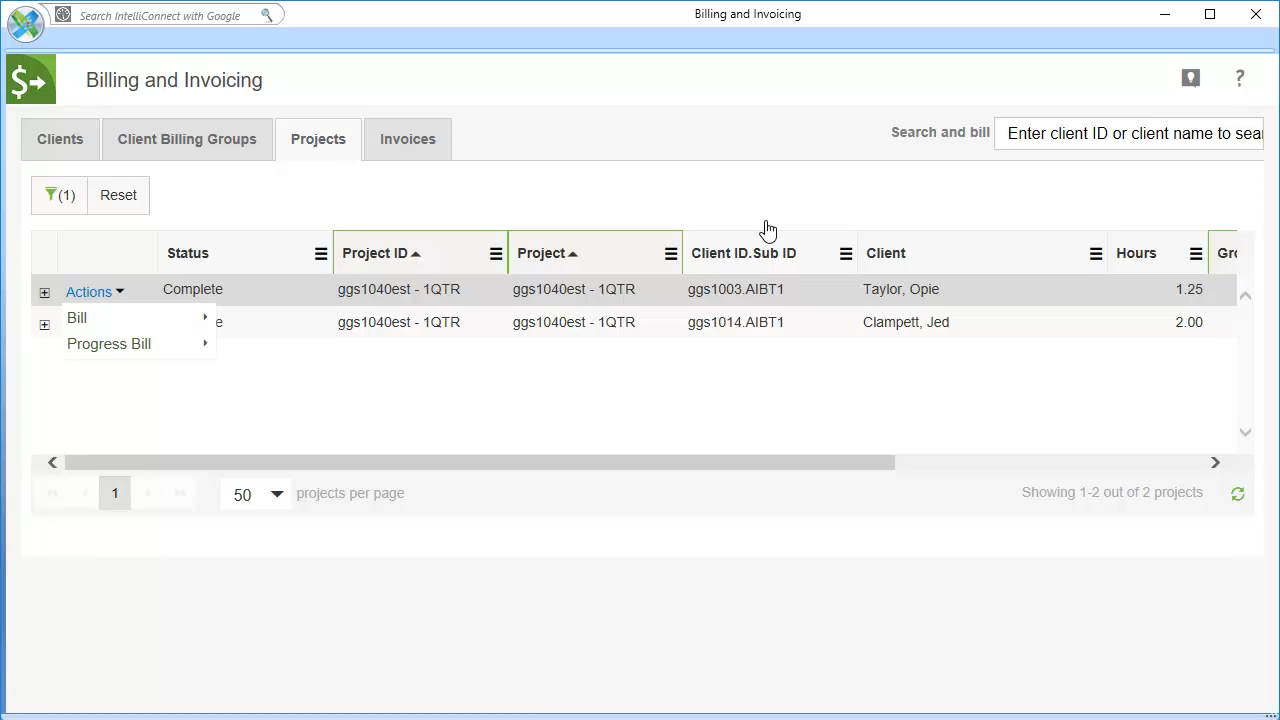 Search IntelliConnect with Google
Billing and Invoicing
Billing and Invoicing
?
Clients
Client Billing Groups
Projects
Invoices
Search and bill
Enter client ID or client name to sea
(1)
Reset
Status
Project ID
Project
Client ID.Sub ID
Client
Hours
Gro
Actions
Complete
ggs1040est - 1QTR
ggs1040est - 1QTR
ggs1003.AIBT1
Taylor, Opie
1.25
Bill
Progress Bill
e
ggs1040est - 1QTR
ggs1040est - 1QTR
ggs1014.AIBT1
Clampett, Jed
2.00
1
50
projects per page
Showing 1-2 out of 2 projects